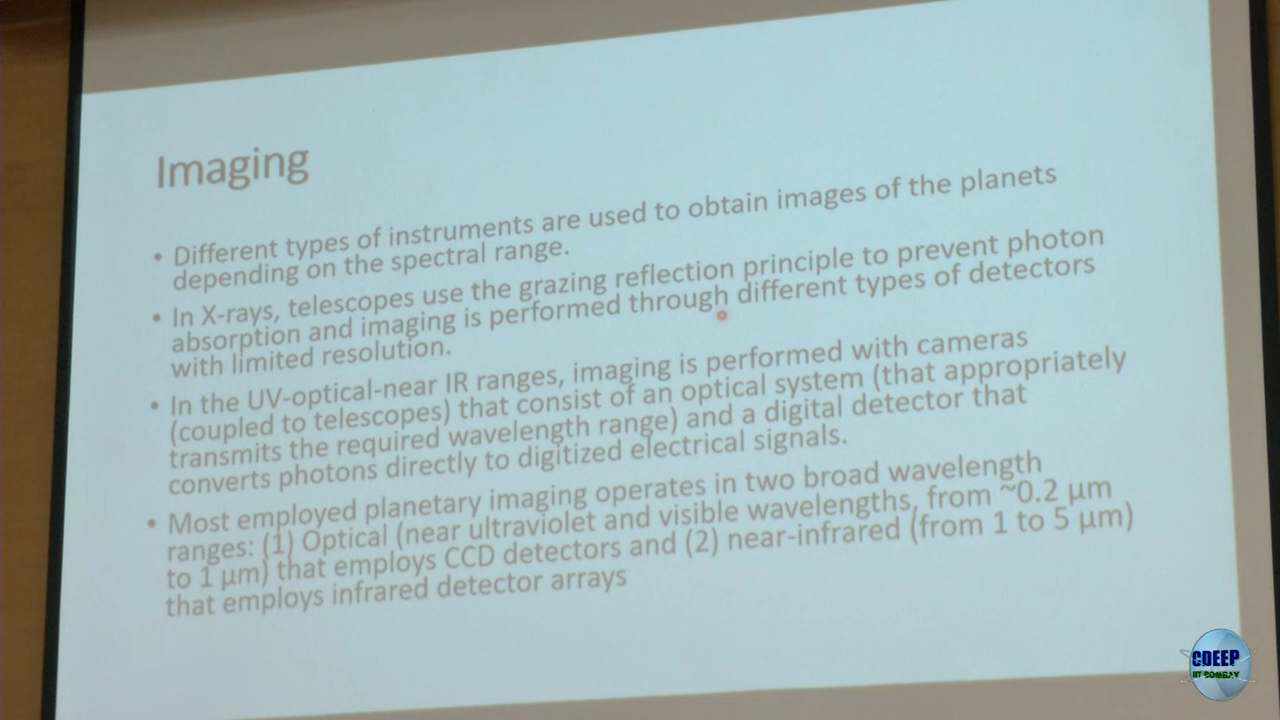 Imaging
• Different types of instruments are used to obtain images of the planets
depending on the spectral range.
• In X-rays, telescopes use the grazing reflection principle to prevent photon
absorption and imaging is performed through different types of detectors
with limited resolution.
• In the UV-optical-near IR ranges, imaging is performed with cameras
(coupled to telescopes) that consist of an optical system (that appropriately
transmits the required wavelength range) and a digital detector that
converts photons directly to digitized electrical signals.
• Most employed planetary imaging operates in two broad wavelength
ranges: (1) Optical (near ultraviolet and visible wavelengths, from ~0.2 µm
to 1 µm) that employs CCD detectors and (2) near-infrared (from 1 to 5 µm)
that employs infrared detector arrays
CDEEP
IIT BOMBAY